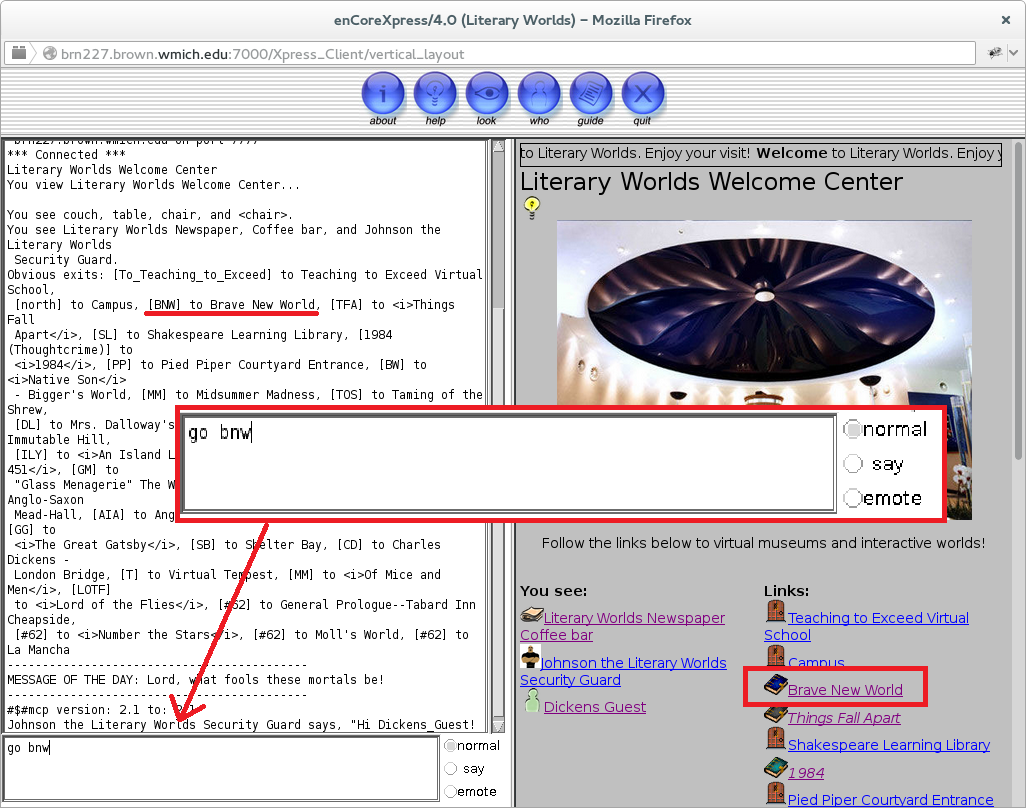 enCoreXpress/4.0 (Literary Worlds) – Mozilla Firefox
brn227.brown.wmich.edu:7000/Xpress_Client/vertical_layout
about help look who guide quit
brn227.brown.wmich.edu on port 7777
*** Connected ***
Literary Worlds Welcome Center
You view Literary Worlds Welcome Center...
You see couch, table, chair, and <chair>.
You see Literary Worlds Newspaper, Coffee bar, and Johnson the
Literary Worlds
Security Guard.
Obvious exits: [To_Teaching_to_Exceed] to Teaching to Exceed Virtual
School,
[north] to Campus, [BNW] to Brave New World, [TFA] to <i>Things
Fall
Apart</i>, [SL] to Shakespeare Learning Library, [1984
(Thoughtcrime)] to
<i>1984</i>, [PP] to Pied Piper Courtyard Entrance, [BW] to
<i>Native Son</i>
- Bigger's World, [MM] to Midsummer Madness, [TOS] to Taming of the
Shrew,
[DL] to Mrs. Dalloway's
Immutable Hill,
[ILY] to <i>An Island L
451</i>, [GM] to
"Glass Menagerie" The W
Anglo-Saxon
Mead-Hall, [AIA] to Ang
[GG] to
<i>The Great Gatsby</i>, [SB] to Shelter Bay, [CD] to Charles
Dickens -
London Bridge, [T] to Virtual Tempest, [MM] to <i>Of Mice and
Men</i>, [LOTF]
to <i>Lord of the Flies</i>, [#62] to General Prologue--Tabard Inn
Cheapside,
[#62] to <i>Number the Stars</i>, [#62] to Moll's World, [#62] to
La Mancha
----------------------------------------
MESSAGE OF THE DAY: Lord, what fools these mortals be!
----------------------------------------
#$#mcp version: 2.1 to: 2.1
Johnson the Literary Worlds Security Guard says, "Hi Dickens_Guest!
go bnw
normal
say
emote
go bnw
normal
say
emote
to Literary Worlds. Enjoy your visit! Welcome to Literary Worlds. Enjoy y
Literary Worlds Welcome Center
Follow the links below to virtual museums and interactive worlds!
You see:
Literary Worlds Newspaper
Coffee bar
Johnson the Literary Worlds
Security Guard
Dickens Guest
Links:
Teaching to Exceed Virtual
School
Campus
Brave New World
Things Fall Apart
Shakespeare Learning Library
1984
Pied Piper Courtyard Entrance